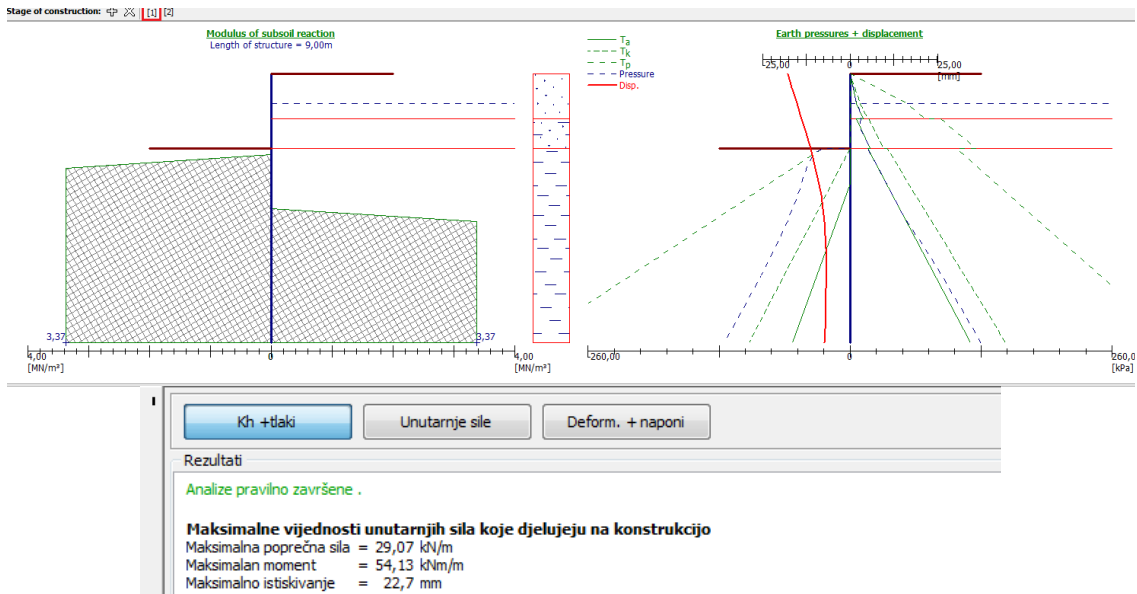 Stage of construction: [1] [2]
Modulus of subsoil reaction
Length of structure = 9,00m
3,37
3,37
4,00
0
4,00
[MN/m³]
[MN/m³]
Earth pressures + displacement
Ta
Tk
Tp
Pressure
Disp.
-25,00
0
25,00
[mm]
-260,00
0
260,00
[kPa]
Kh +tlaki
Unutarnje sile
Deform. + naponi
Rezultati
Analize pravilno završene .
Maksimalne vijednosti unutarnjih sila koje djelujeju na konstrukcijo
Maksimalna poprečna sila = 29,07 kN/m
Maksimalan moment = 54,13 kNm/m
Maksimalno istiskivanje = 22,7 mm